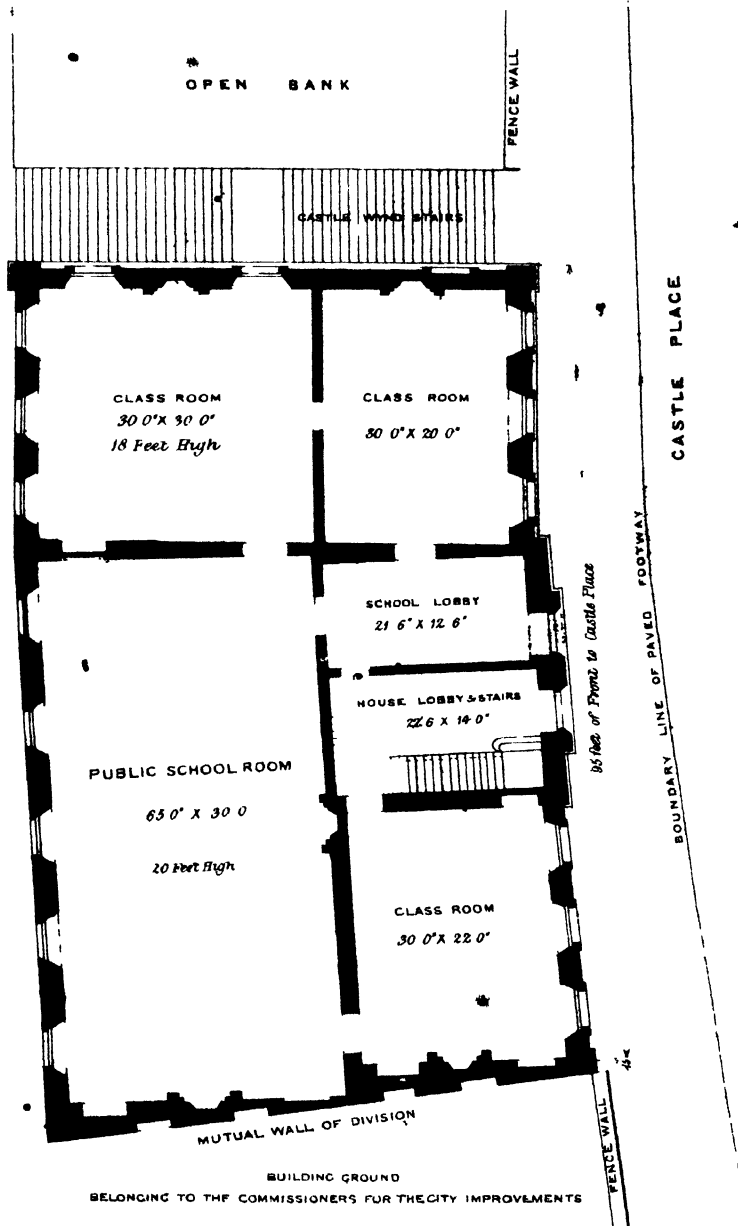 OPEN BANK
FENCE WALL
CASTLE WYND STAIRS
CASTLE PLACE
CLASS ROOM
30 0" X 30 0"
18 Feet High
CLASS ROOM
30 0" X 20 0"
SCHOOL LOBBY
21 6" X 12 6"
HOUSE LOBBY & STAIRS
22 6 X 14 0"
PUBLIC SCHOOL ROOM
65 0" X 30 0
20 Feet High
CLASS ROOM
30 0" X 22 0"
Feet of Front to Castle Place
BOUNDARY LINE OF PAVED FOOTWAY
MUTUAL WALL OF DIVISION
FENCE WALL
BUILDING GROUND
BELONGING TO THE COMMISSIONERS FOR THE CITY IMPROVEMENTS